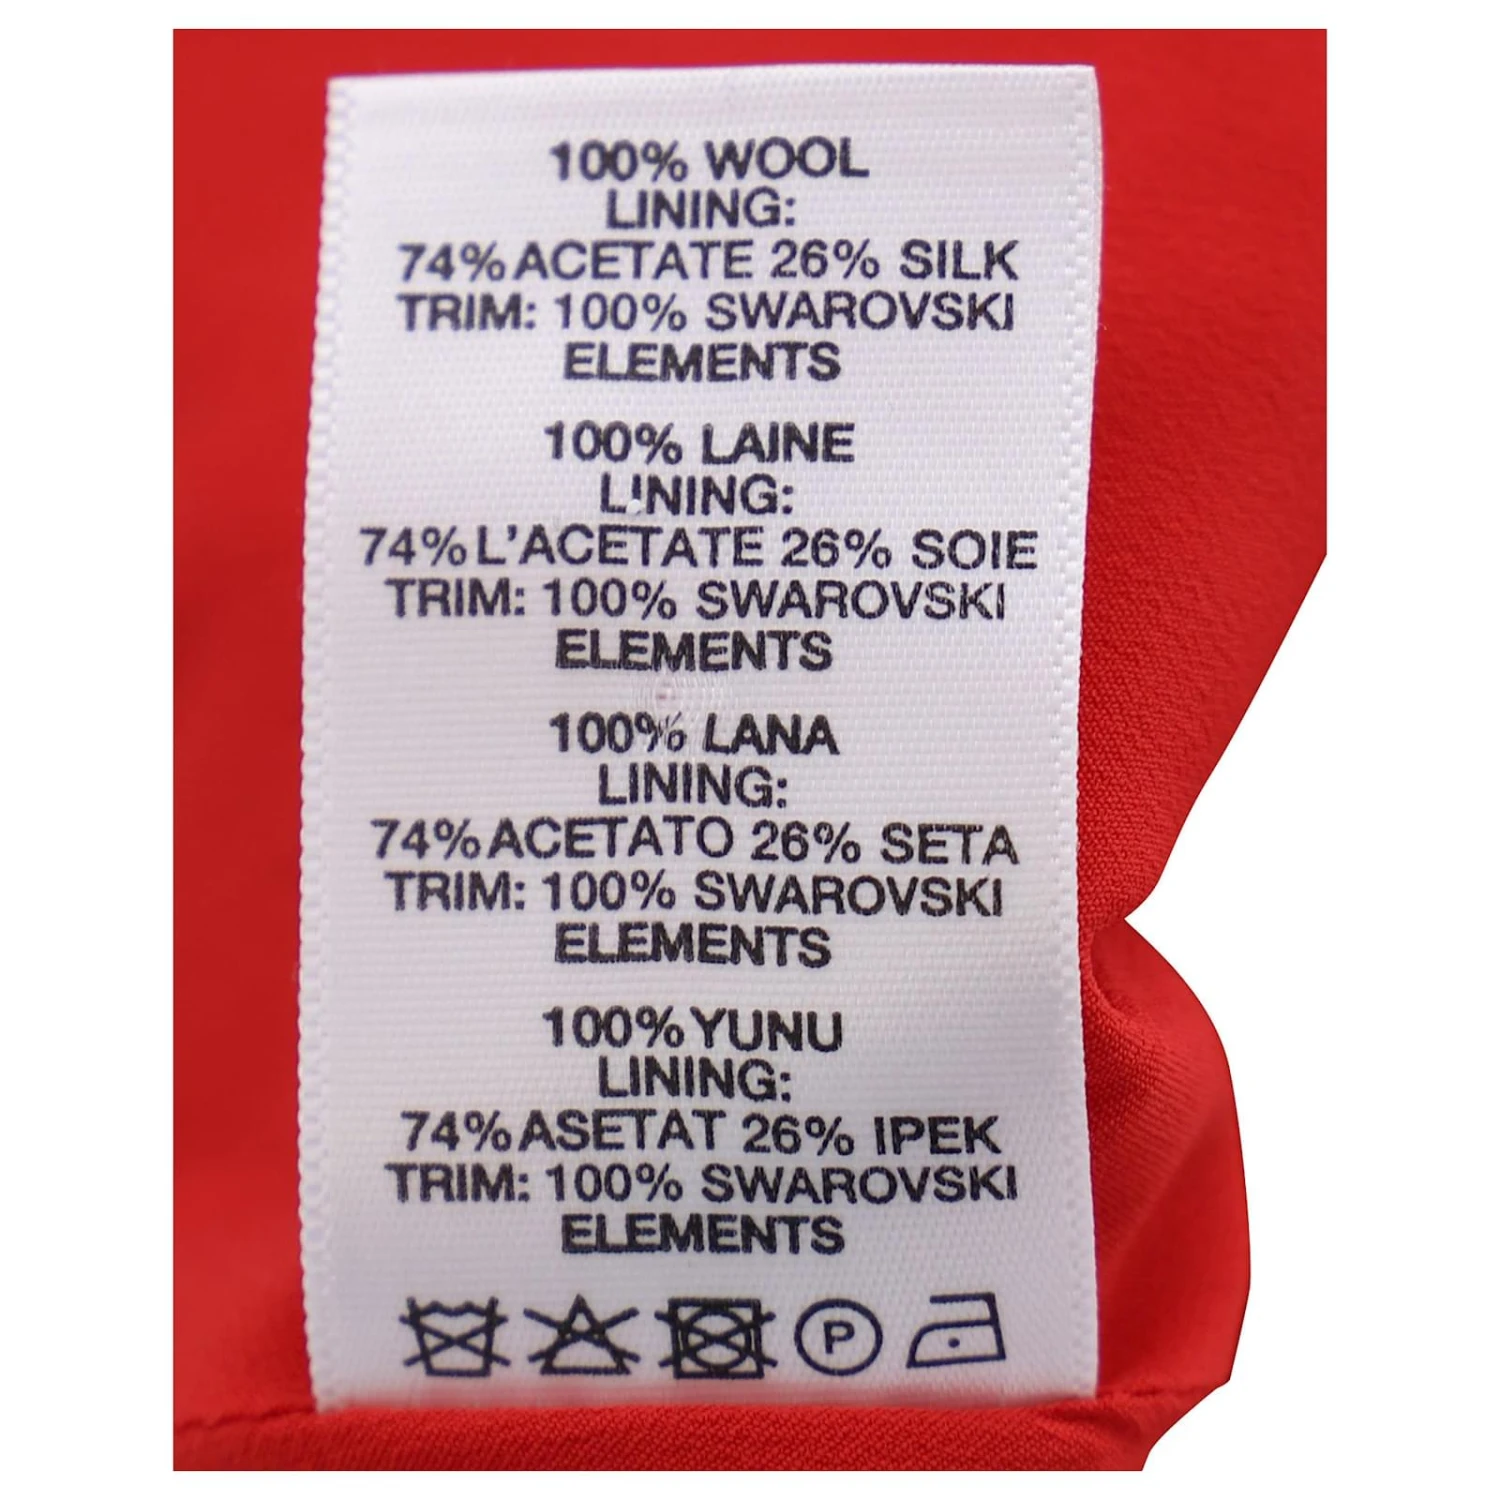 100% WOOL
LINING:
74% ACETATE 26% SILK
TRIM: 100% SWAROVSKI
ELEMENTS
100% LAINE
LINING:
74% L'ACETATE 26% SOIE
TRIM: 100% SWAROVSKI
ELEMENTS
100% LANA
LINING:
74% ACETATO 26% SETA
TRIM: 100% SWAROVSKI
ELEMENTS
100% YUNU
LINING:
74% ASETAT 26% IPEK
TRIM: 100% SWAROVSKI
ELEMENTS
P